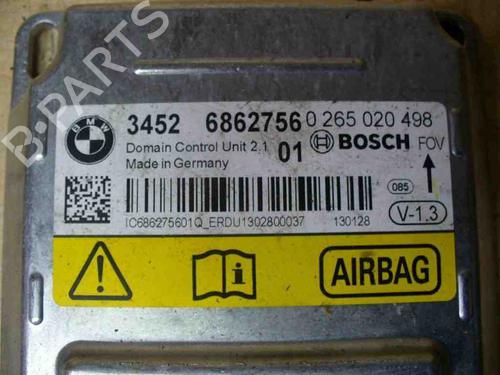 BMW
3452 6862756 0 265 020 498
Domain Control Unit 2.1 01 BOSCH FOV
Made in Germany
085
V-1.3
IC686275601Q_ERDU1302800037 130128
AIRBAG
B-PARTS